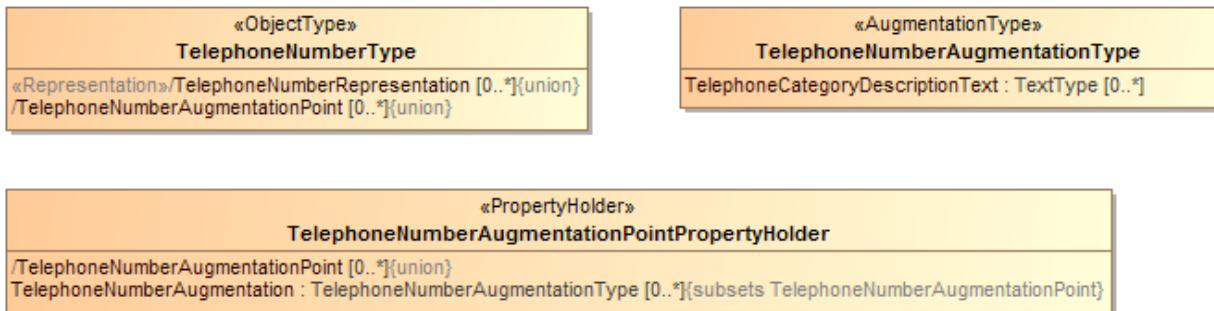 «ObjectType»
TelephoneNumberType
«Representation»/TelephoneNumberRepresentation [0..*]{union}
/TelephoneNumberAugmentationPoint [0..*]{union}
«AugmentationType»
TelephoneNumberAugmentationType
TelephoneCategoryDescriptionText : TextType [0..*]
«PropertyHolder»
TelephoneNumberAugmentationPointPropertyHolder
/TelephoneNumberAugmentationPoint [0..*]{union}
TelephoneNumberAugmentation : TelephoneNumberAugmentationType [0..*]{subsets TelephoneNumberAugmentationPoint}